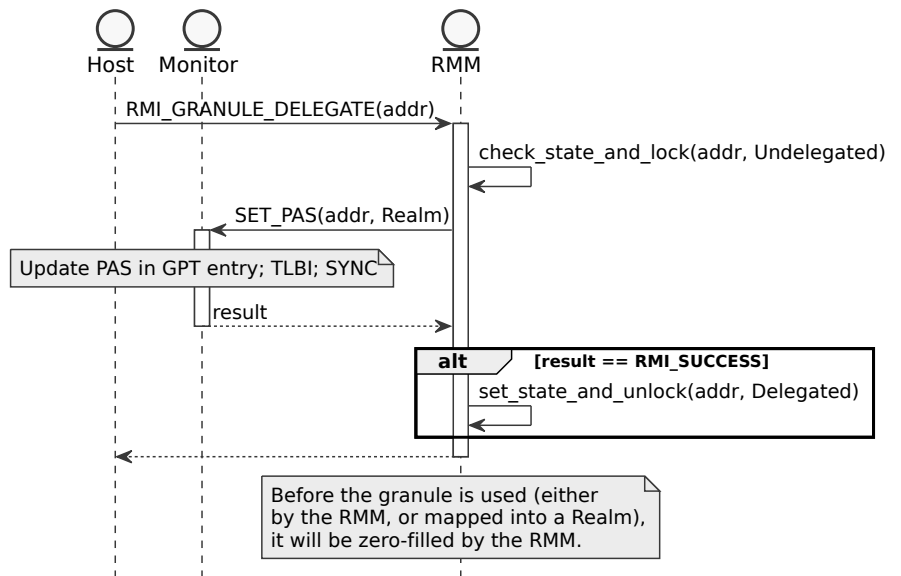 Host
Monitor
RMM
RMI_GRANULE_DELEGATE(addr)
check_state_and_lock(addr, Undelegated)
SET_PAS(addr, Realm)
Update PAS in GPT entry; TLBI; SYNC
result
alt
[result == RMI_SUCCESS]
set_state_and_unlock(addr, Delegated)
Before the granule is used (either
by the RMM, or mapped into a Realm),
it will be zero-filled by the RMM.